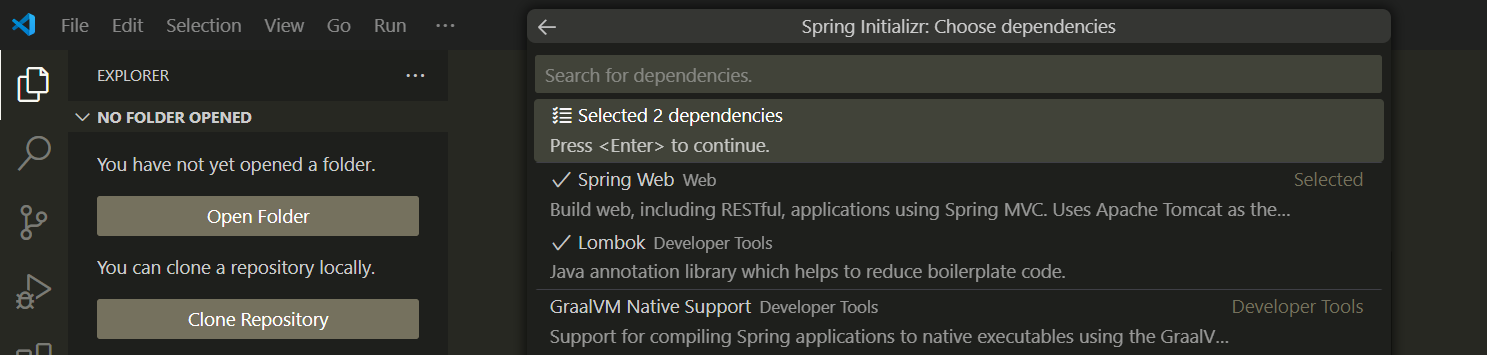 File Edit Selection View Go Run ···
EXPLORER ···
NO FOLDER OPENED
You have not yet opened a folder.
Open Folder
You can clone a repository locally.
Clone Repository
Spring Initializr: Choose dependencies
Search for dependencies.
Selected 2 dependencies
Press <Enter> to continue.
Spring Web Web Selected
Build web, including RESTful, applications using Spring MVC. Uses Apache Tomcat as the...
Lombok Developer Tools
Java annotation library which helps to reduce boilerplate code.
GraalVM Native Support Developer Tools Developer Tools
Support for compiling Spring applications to native executables using the GraalV...